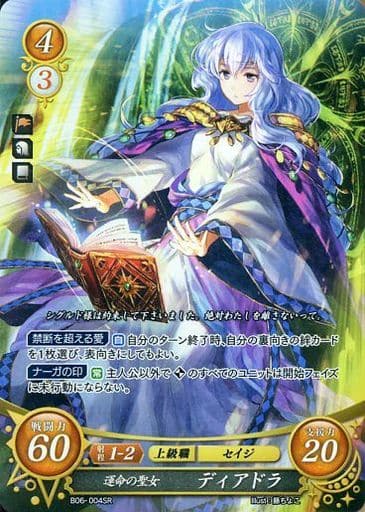 4
3
シグルド様は約束して下さいました。絶対わたしを離さないって。
禁断を超える愛 自 自分のターン終了時、自分の裏向きの絆カード
を1枚選び、表向きにしてもよい。
ナーガの印 常 主人公以外で のすべてのユニットは開始フェイズ
に未行動にならない。
戦闘力
60
射程 1-2 上級職 セイジ
支援力
20
運命の聖女 ディアドラ
B06-004SR
Illust：藤ちょこ